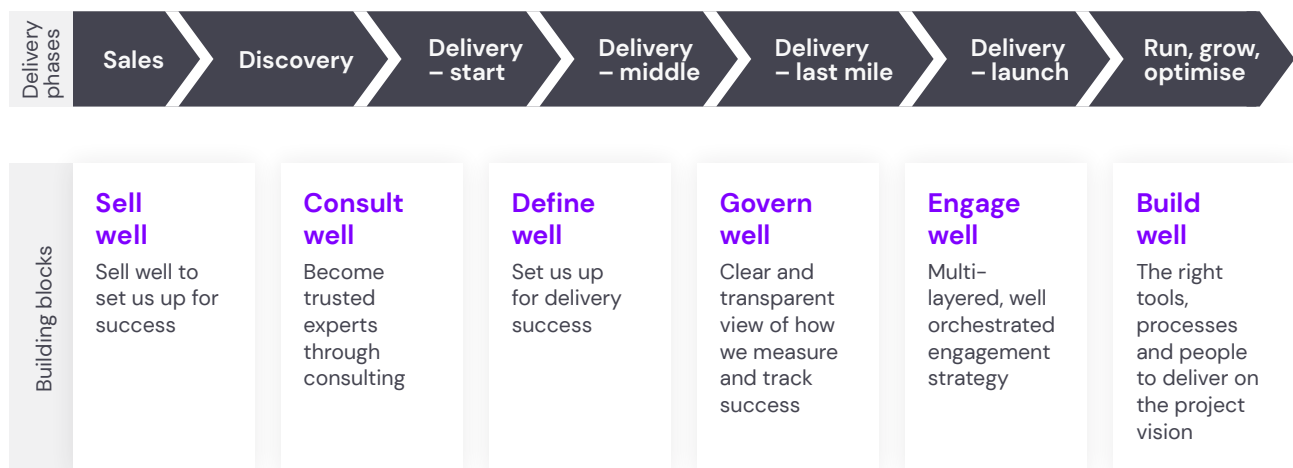 Delivery
phases
Sales
Discovery
Delivery
– start
Delivery
– middle
Delivery
– last mile
Delivery
– launch
Run, grow,
optimise
Building blocks
Sell
well
Sell well to
set us up for
success
Consult
well
Become
trusted
experts
through
consulting
Define
well
Set us up
for delivery
success
Govern
well
Clear and
transparent
view of how
we measure
and track
success
Engage
well
Multi-
layered, well
orchestrated
engagement
strategy
Build
well
The right
tools,
processes
and people
to deliver on
the project
vision